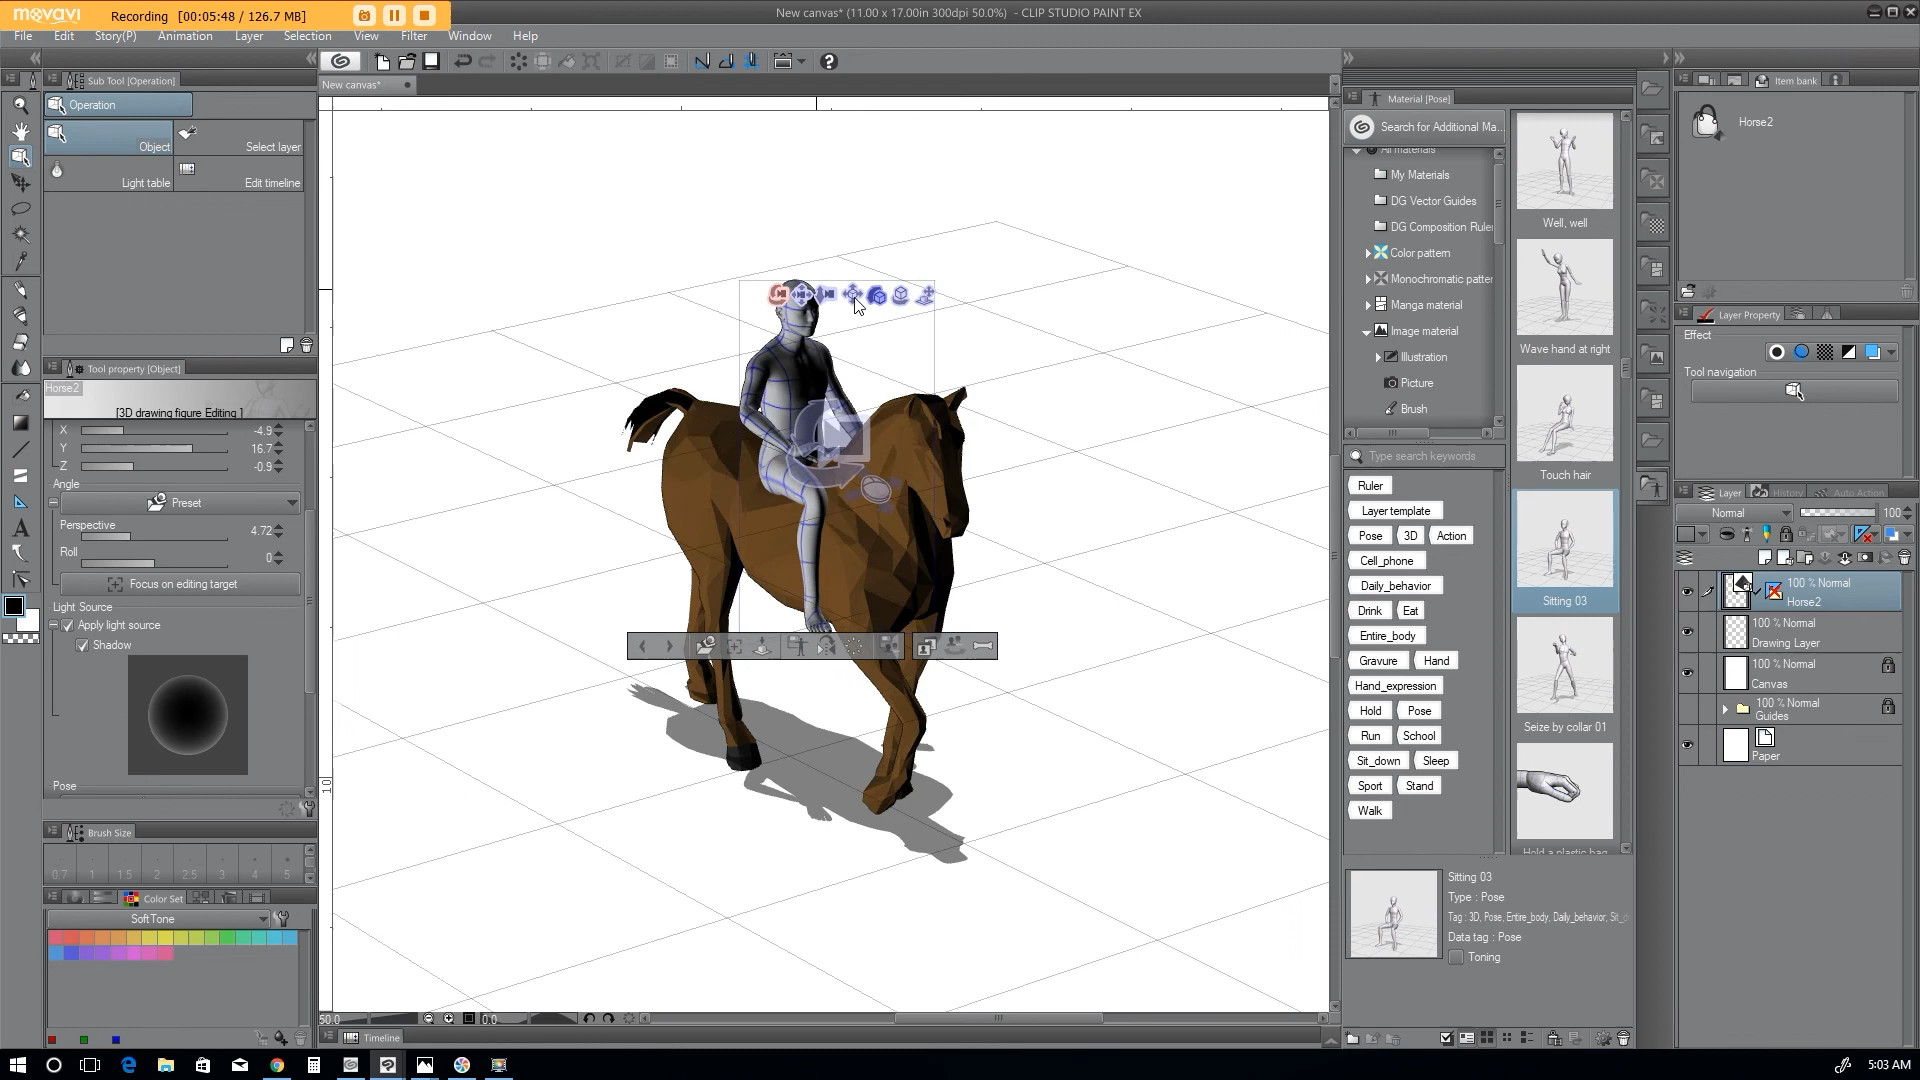 movavi
Recording [00:05:48 / 126.7 MB]
New canvas* (11.00 x 17.00in 300dpi 50.0%) - CLIP STUDIO PAINT EX
File Edit Story(P) Animation Layer Selection View Filter Window Help
Sub Tool [Operation]
Operation
Object
Select layer
Light table
Edit timeline
Tool property [Object]
Horse2
[3D drawing figure Editing ]
X -4.9
Y 16.7
Z -0.9
Angle
Preset
Perspective 4.72
Roll 0
Focus on editing target
Light Source
Apply light source
Shadow
Pose
Brush Size
0.7 1 1.5 2 2.5 3 4 5
Color Set
SoftTone
New canvas*
10
50.0
0.0
Timeline
Material [Pose]
Search for Additional Ma...
All materials
My Materials
DG Vector Guides
DG Composition Rule
Color pattern
Monochromatic patter
Manga material
Image material
Illustration
Picture
Brush
Type search keywords
Ruler
Layer template
Pose 3D Action
Cell_phone
Daily_behavior
Drink Eat
Entire_body
Gravure Hand
Hand_expression
Hold Pose
Run School
Sit_down Sleep
Sport Stand
Walk
Well, well
Wave hand at right
Touch hair
Sitting 03
Seize by collar 01
Hold a plastic bag
Sitting 03
Type : Pose
Tag : 3D, Pose, Entire_body, Daily_behavior, Sit_d
Data tag : Pose
Toning
Item bank
Horse2
Layer Property
Effect
Tool navigation
Layer History Auto Action
Normal 100
100 % Normal
Horse2
100 % Normal
Drawing Layer
100 % Normal
Canvas
100 % Normal
Guides
Paper
5:03 AM